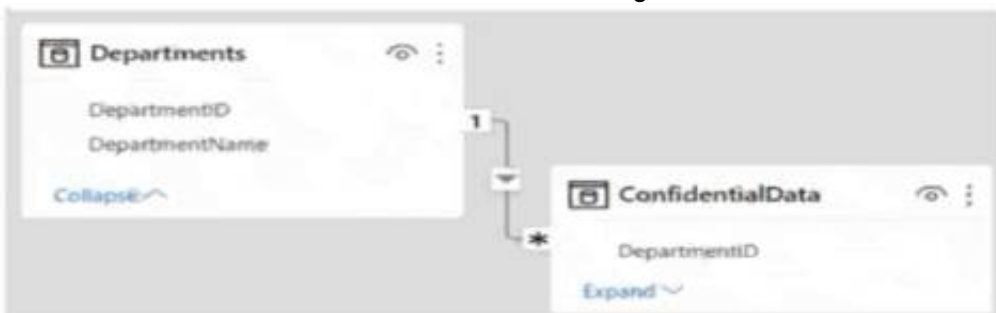 Departments
DepartmentID
DepartmentName
Collapse
1
*
ConfidentialData
DepartmentID
Expand